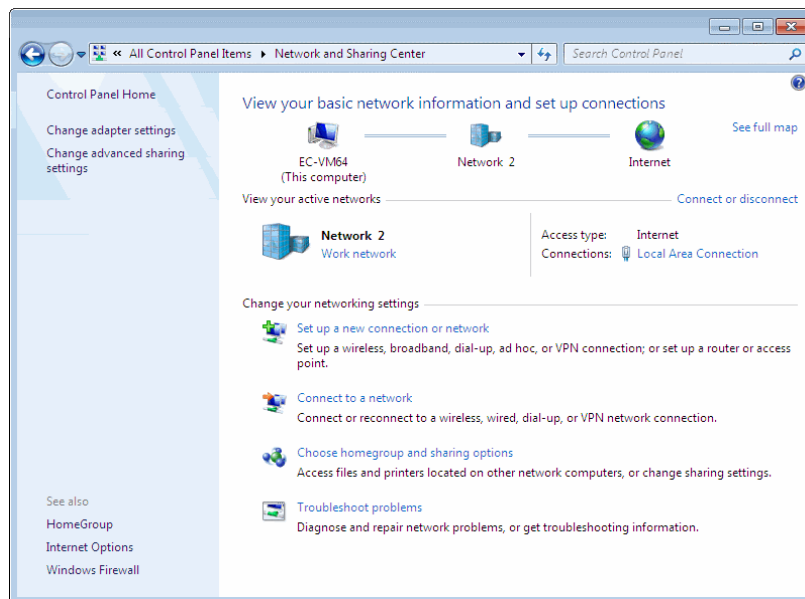 « All Control Panel Items ▸ Network and Sharing Center
Search Control Panel
Control Panel Home
Change adapter settings
Change advanced sharing
settings
See also
HomeGroup
Internet Options
Windows Firewall
View your basic network information and set up connections
See full map
EC-VM64
(This computer)
Network 2
Internet
View your active networks
Connect or disconnect
Network 2
Work network
Access type: Internet
Connections: Local Area Connection
Change your networking settings
Set up a new connection or network
Set up a wireless, broadband, dial-up, ad hoc, or VPN connection; or set up a router or access
point.
Connect to a network
Connect or reconnect to a wireless, wired, dial-up, or VPN network connection.
Choose homegroup and sharing options
Access files and printers located on other network computers, or change sharing settings.
Troubleshoot problems
Diagnose and repair network problems, or get troubleshooting information.